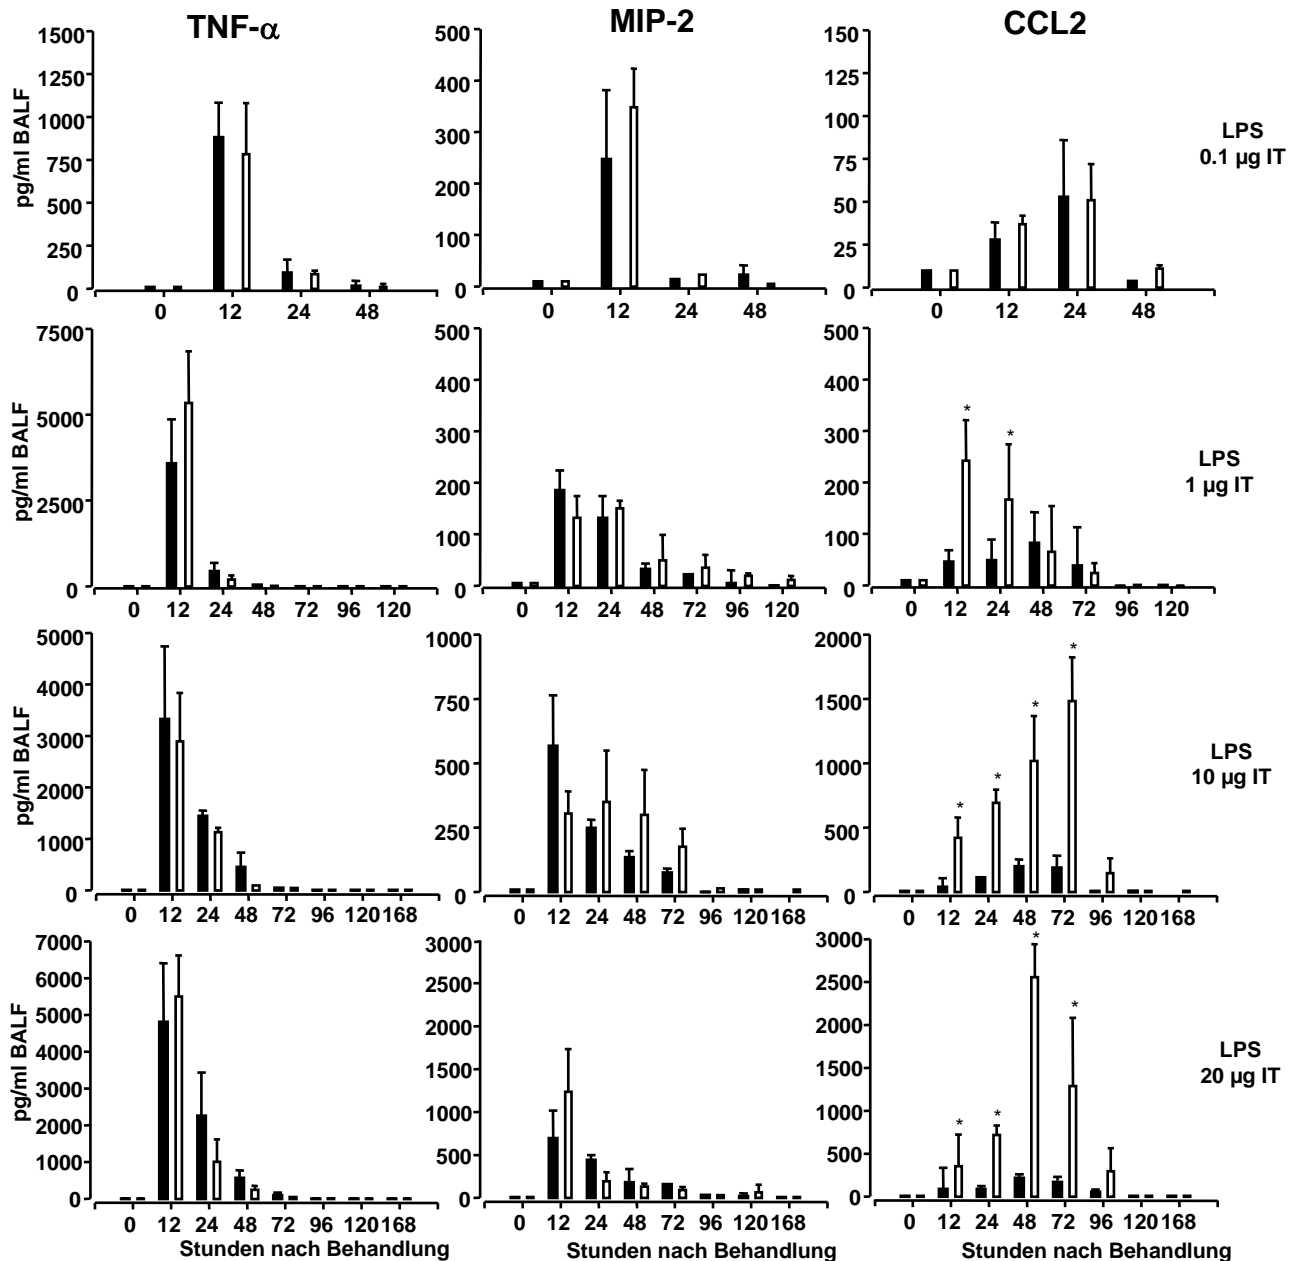 TNF-α MIP-2 CCL2
pg/ml BALF
1500
1250
1000
750
500
250
0
0 12 24 48
500
400
300
200
100
0
0 12 24 48
150
125
100
75
50
25
0
0 12 24 48
LPS
0.1 µg IT
pg/ml BALF
7500
5000
2500
0
0 12 24 48 72 96 120
500
400
300
200
100
0
0 12 24 48 72 96 120
500
400
300
200
100
0
* *
0 12 24 48 72 96 120
LPS
1 µg IT
pg/ml BALF
5000
4000
3000
2000
1000
0
0 12 24 48 72 96 120 168
1000
750
500
250
0
0 12 24 48 72 96 120 168
2000
1500
1000
500
0
* * * *
0 12 24 48 72 96 120 168
LPS
10 µg IT
pg/ml BALF
7000
6000
5000
4000
3000
2000
1000
0
0 12 24 48 72 96 120 168
Stunden nach Behandlung
3000
2500
2000
1500
1000
500
0
0 12 24 48 72 96 120 168
Stunden nach Behandlung
3000
2500
2000
1500
1000
500
0
* * * *
0 12 24 48 72 96 120 168
Stunden nach Behandlung
LPS
20 µg IT